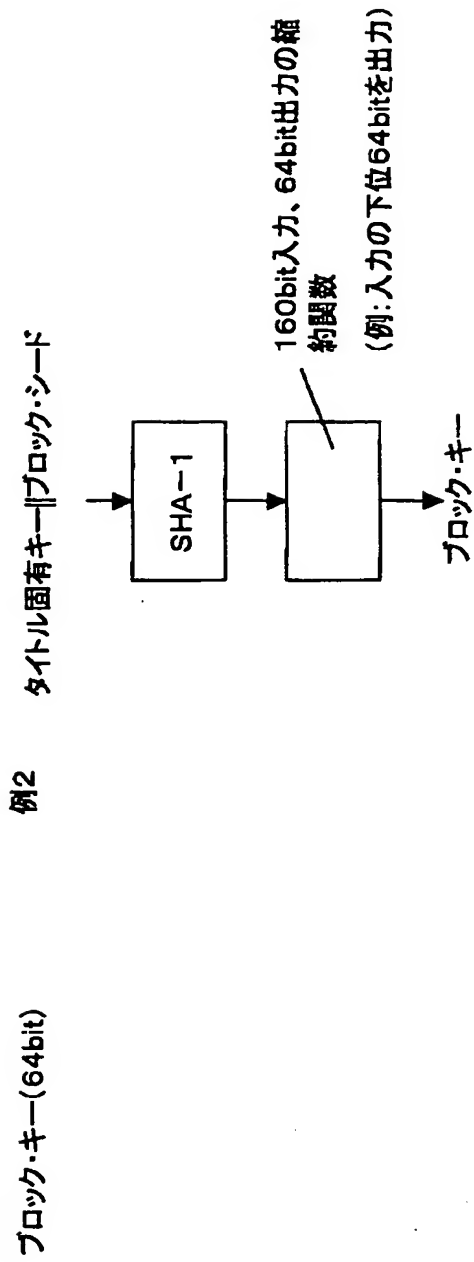 ブロック・キー(64bit)
例2
タイトル固有キー||ブロック・シード
SHA-1
160bit入力、64bit出力の縮
約関数
(例:入力の下位64bitを出力)
ブロック・キー